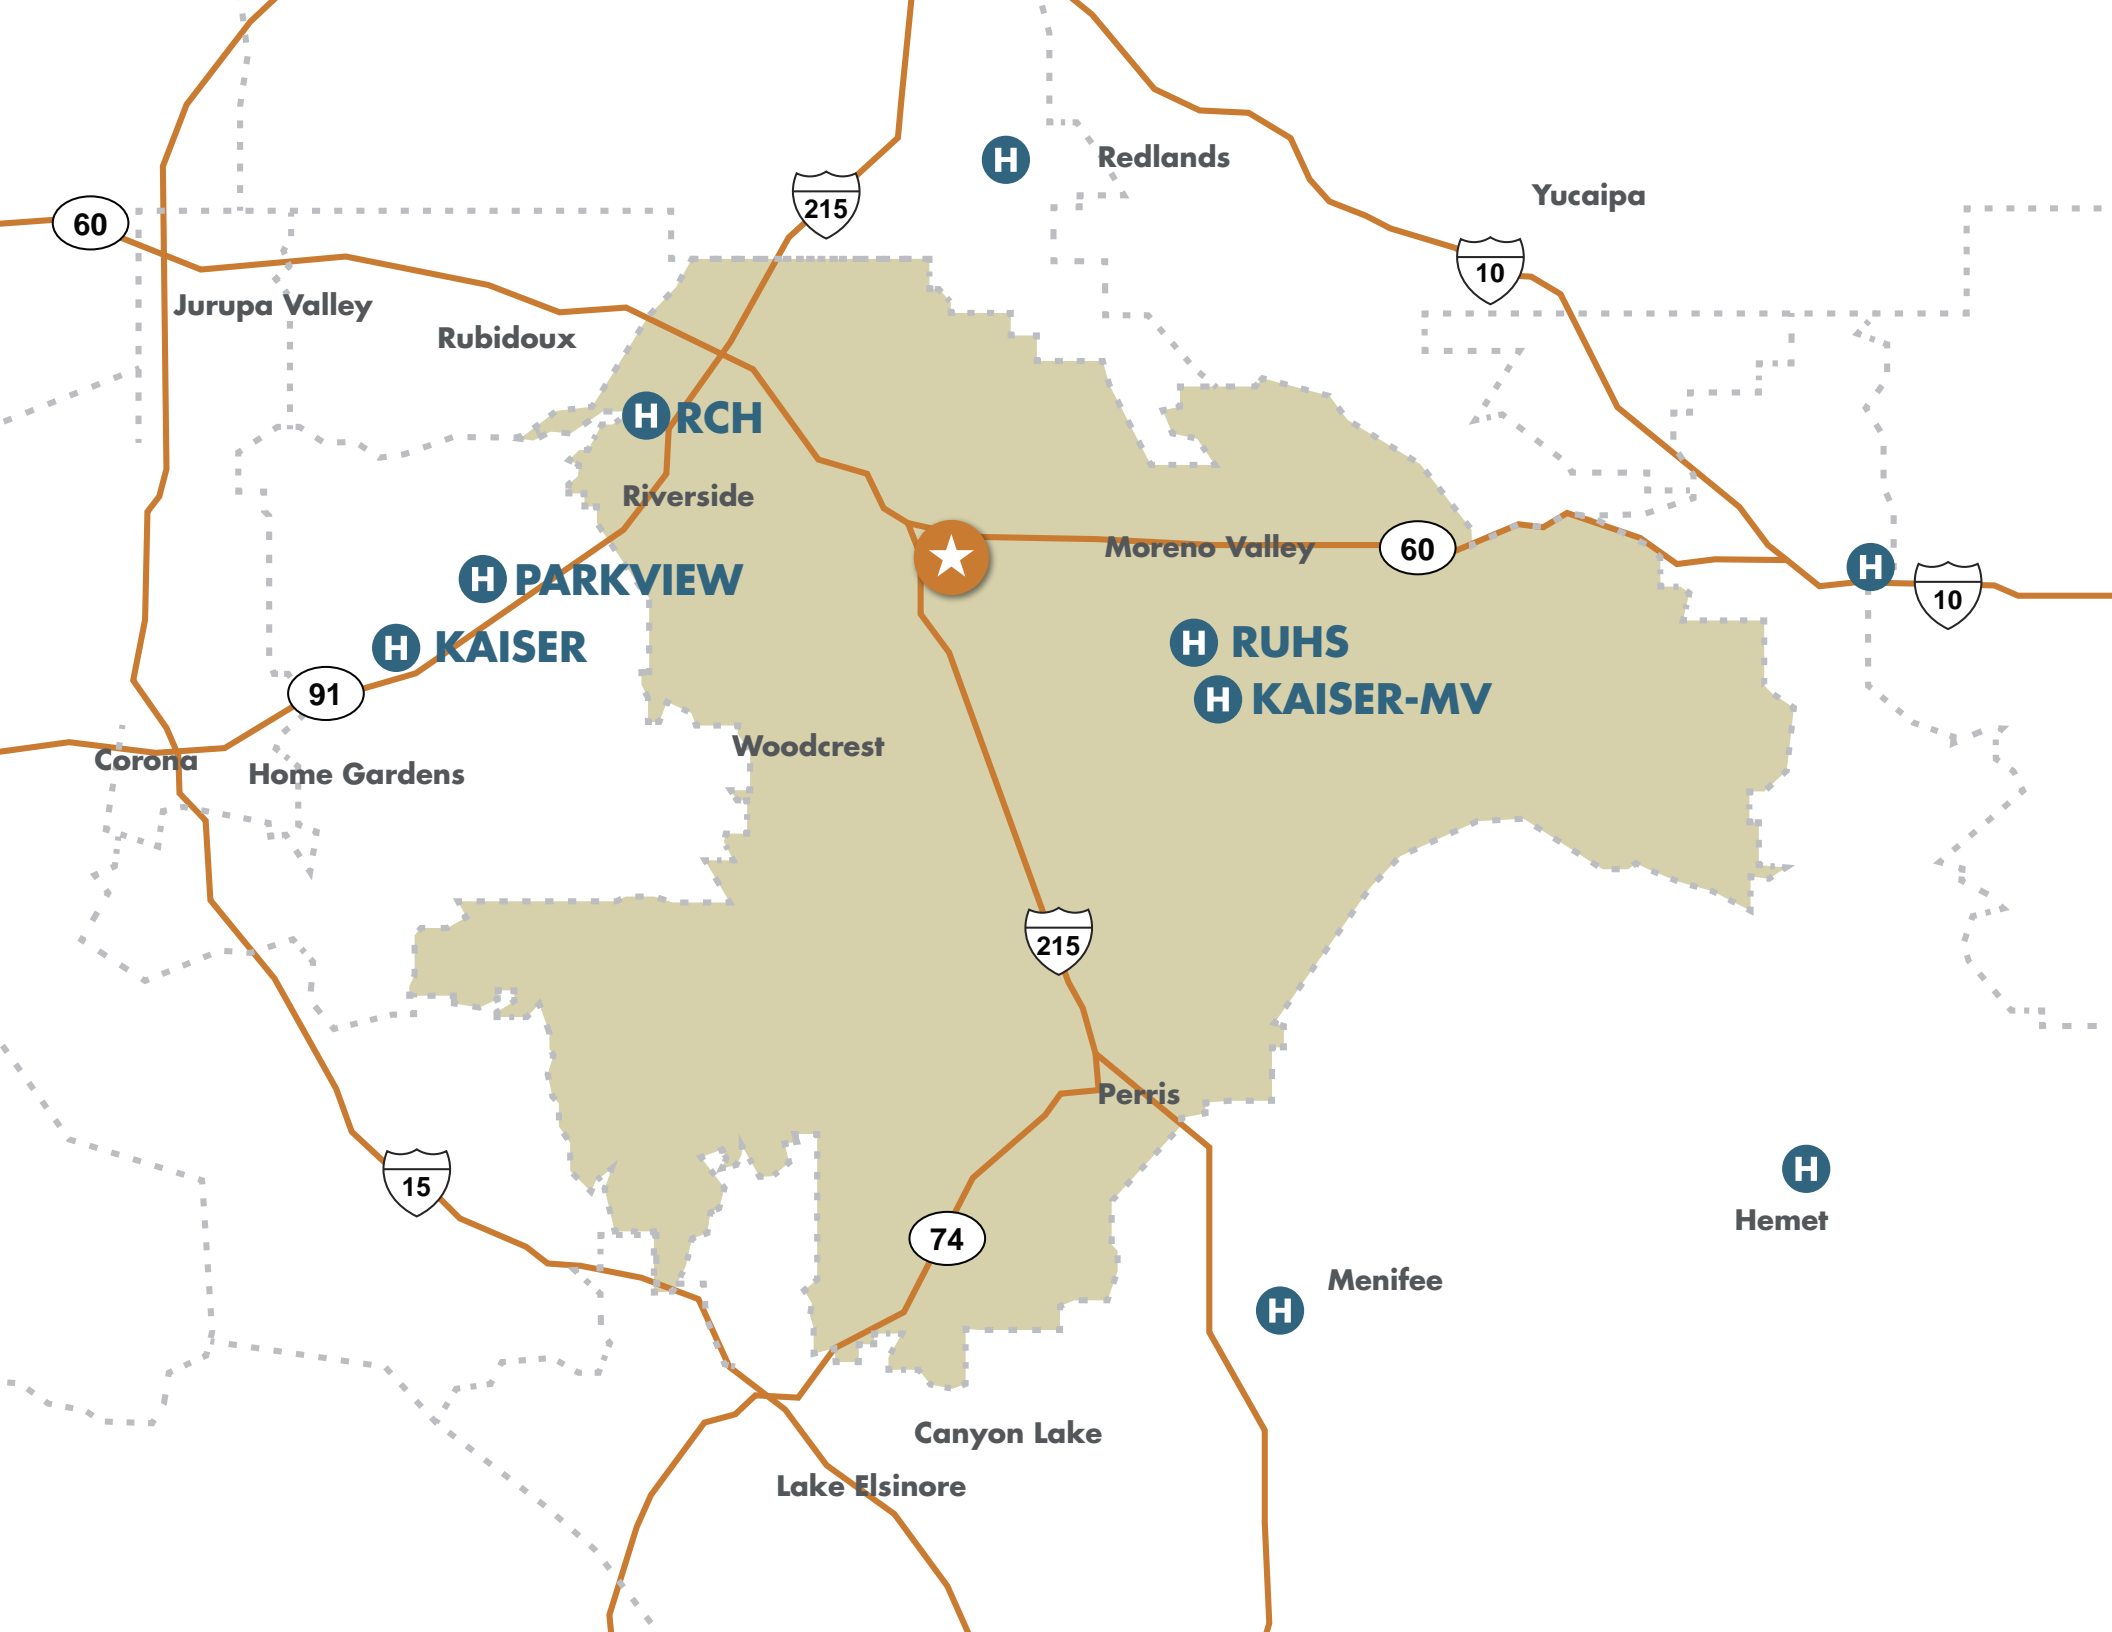 H
Redlands
Yucaipa
215
60
10
Jurupa Valley
Rubidoux
H RCH
Riverside
Moreno Valley
60
H
10
H PARKVIEW
H KAISER
H RUHS
91
H KAISER-MV
Woodcrest
Corona
Home Gardens
215
Perris
15
H
Hemet
74
Menifee
H
Canyon Lake
Lake Elsinore